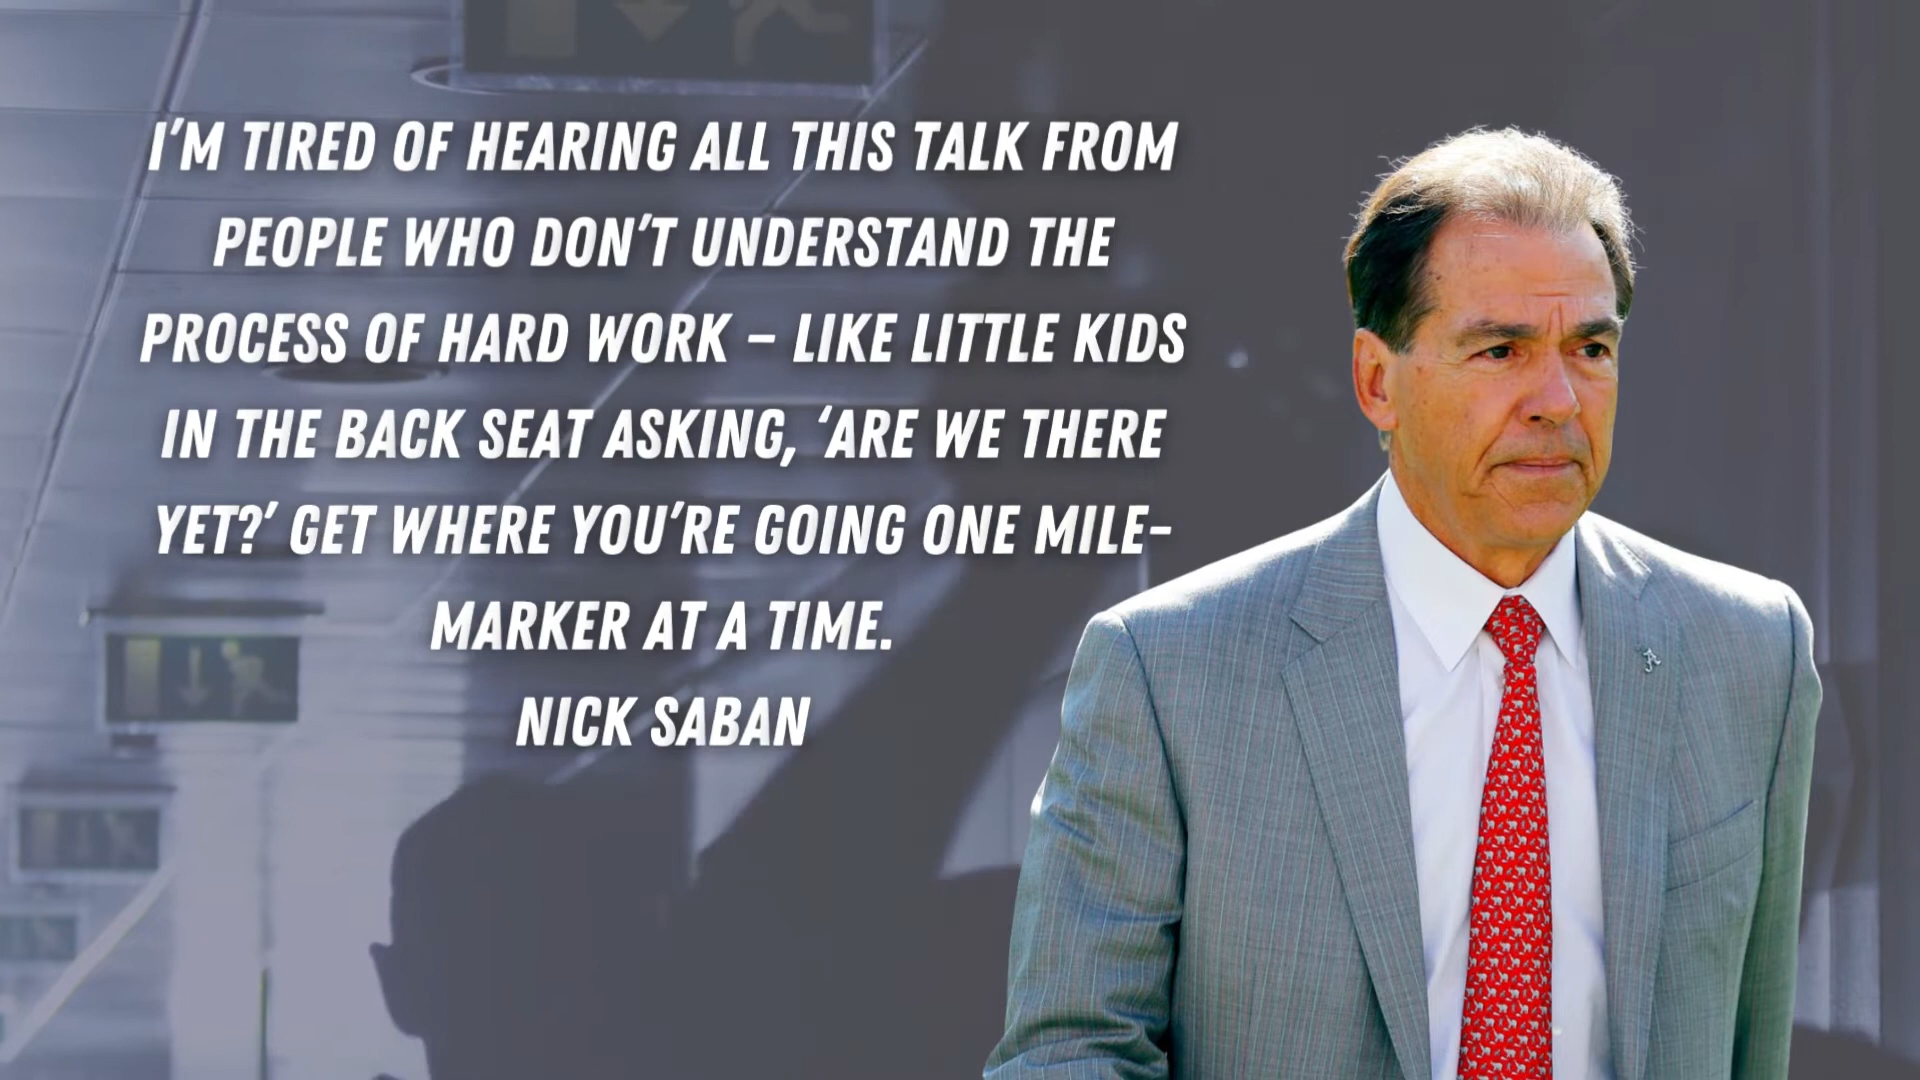 I'M TIRED OF HEARING ALL THIS TALK FROM
PEOPLE WHO DON'T UNDERSTAND THE
PROCESS OF HARD WORK – LIKE LITTLE KIDS
IN THE BACK SEAT ASKING, ‘ARE WE THERE
YET?’ GET WHERE YOU'RE GOING ONE MILE-
MARKER AT A TIME.
NICK SABAN